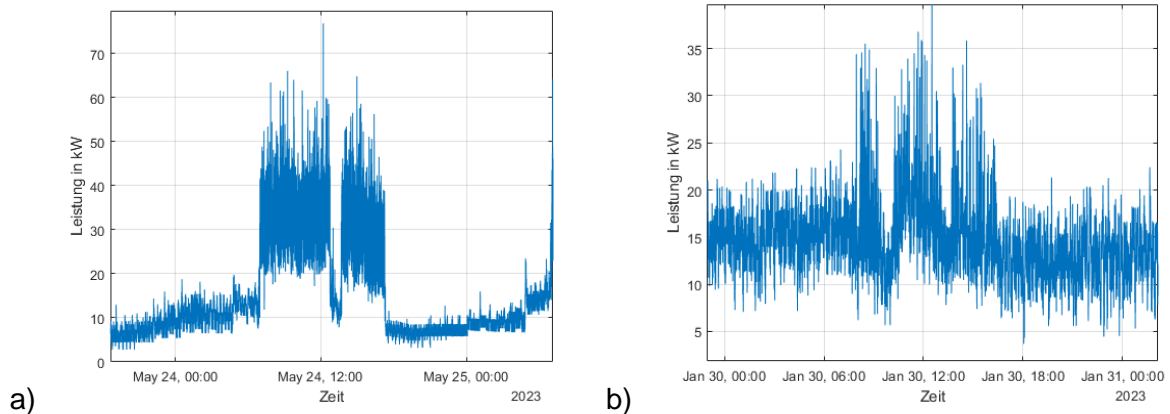 70
60
50
40
30
20
10
0
Leistung in kW
May 24, 00:00
May 24, 12:00
May 25, 00:00
Zeit
2023
a)
35
30
25
20
15
10
5
Leistung in kW
Jan 30, 00:00
Jan 30, 06:00
Jan 30, 12:00
Jan 30, 18:00
Jan 31, 00:00
Zeit
2023
b)